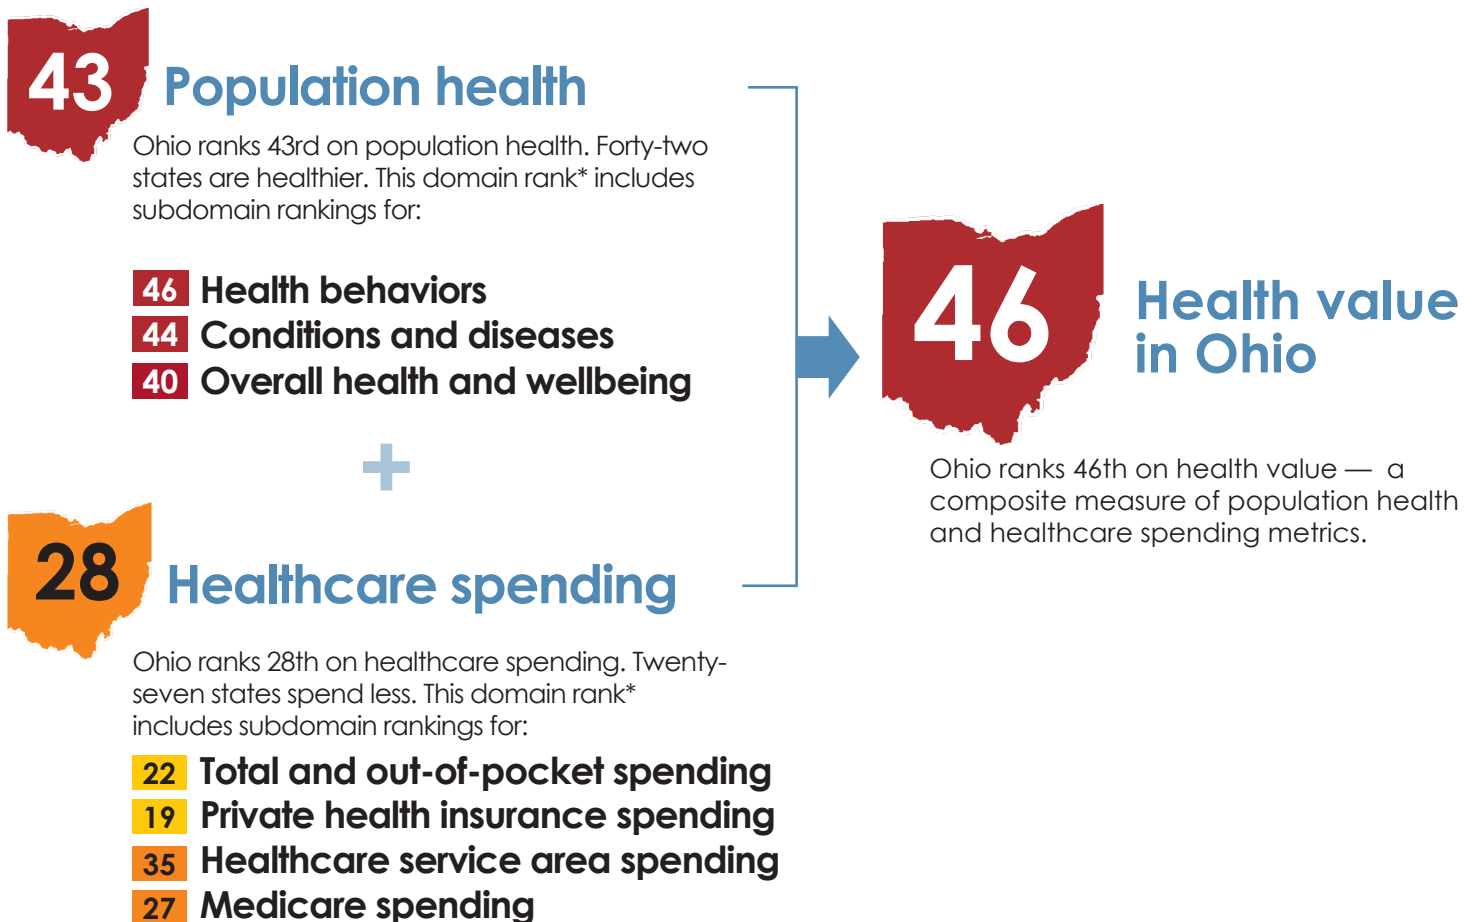 43
Population health
Ohio ranks 43rd on population health. Forty-two
states are healthier. This domain rank* includes
subdomain rankings for:
46 Health behaviors
44 Conditions and diseases
40 Overall health and wellbeing
+
28
Healthcare spending
Ohio ranks 28th on healthcare spending. Twenty-
seven states spend less. This domain rank*
includes subdomain rankings for:
22 Total and out-of-pocket spending
19 Private health insurance spending
35 Healthcare service area spending
27 Medicare spending
46
Health value
in Ohio
Ohio ranks 46th on health value — a
composite measure of population health
and healthcare spending metrics.